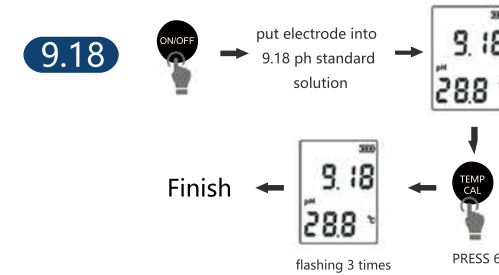 9.18
ON/OFF
put electrode into
9.18 ph standard
solution
9.18
pH
28.8
TEMP
CAL
PRESS 6
9.18
pH
28.8 ℃
flashing 3 times
Finish